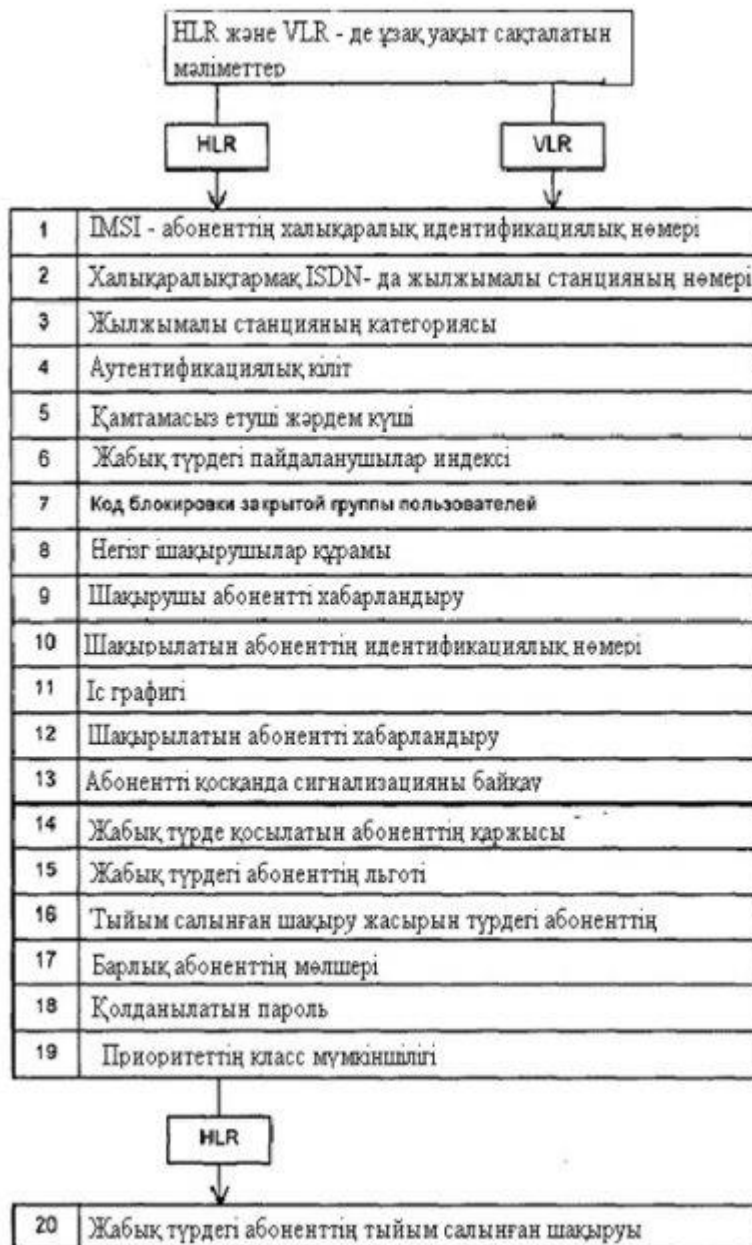 HLR және VLR - де ұзақ уақыт сақталатын
мәліметтер
HLR
VLR
1 IMSI - абоненттің халықаралық идентификациялық нөмері
2 Халықаралықтармақ ISDN- да жылжымалы станцияның нөмері
3 Жылжымалы станцияның категориясы
4 Аутентификациялық кіліт
5 Қамтамасыз етуші жәрдем күші
6 Жабық түрдегі пайдаланушылар индексі
7 Код блокировки закрытой группы пользователей
8 Негізг ішақырушылар құрамы
9 Шақырушы абонентті хабарландыру
10 Шақырылатын абоненттің идентификациялық нөмері
11 Іс графигі
12 Шақырылатын абонентті хабарландыру
13 Абонентті қосқанда сигнализацияны байқау
14 Жабық түрде қосылатын абоненттің қаржысы
15 Жабық түрдегі абоненттің льготі
16 Тыйым салынған шақыру жасырын түрдегі абоненттің
17 Барлық абоненттің мөлшері
18 Қолданылатын пароль
19 Приоритеттің класс мүмкіншілігі
HLR
20 Жабық түрдегі абоненттің тыйым салынған шақыруы